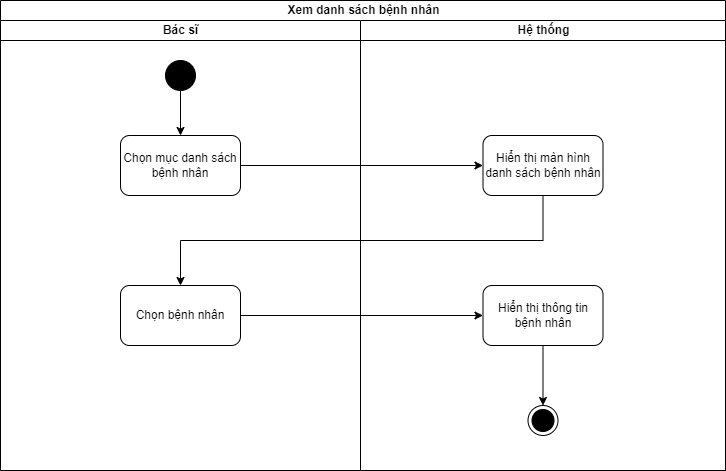 Xem danh sách bệnh nhân
Bác sĩ
Hệ thống
Chọn mục danh sách
bệnh nhân
Hiển thị màn hình
danh sách bệnh nhân
Chọn bệnh nhân
Hiển thị thông tin
bệnh nhân